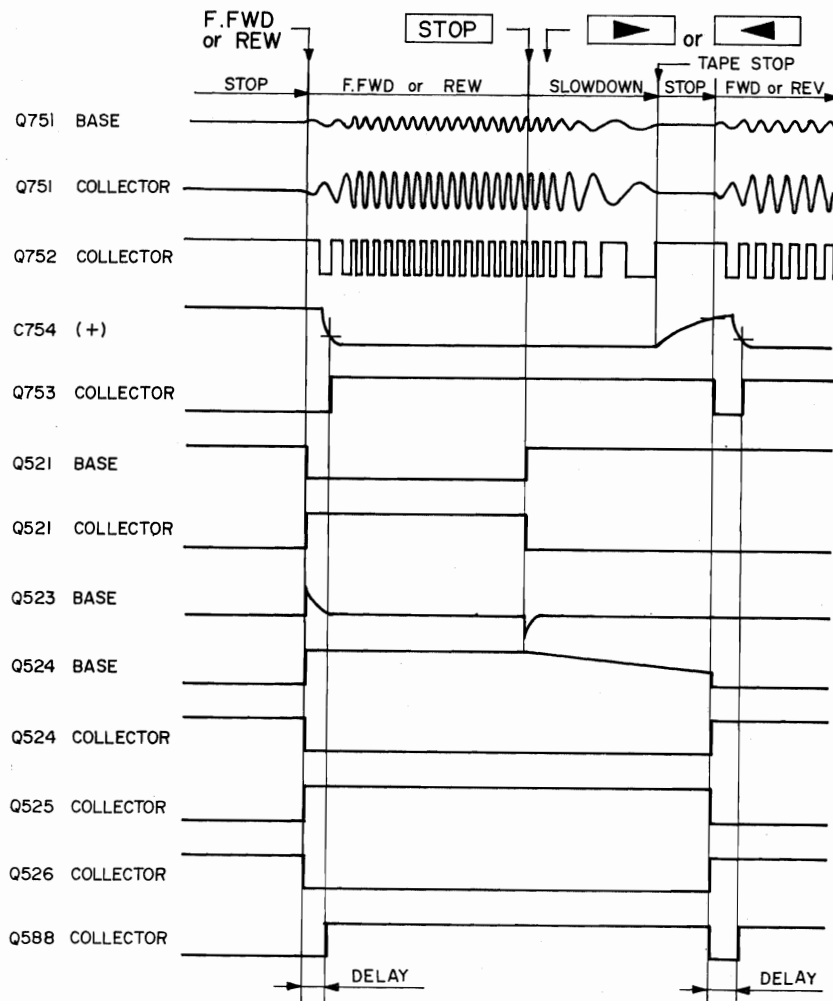 F.FWD
or REW
STOP
▶ or ◀
TAPE STOP
STOP F.FWD or REW SLOWDOWN STOP FWD or REV
Q751 BASE
Q751 COLLECTOR
Q752 COLLECTOR
C754 (+)
Q753 COLLECTOR
Q521 BASE
Q521 COLLECTOR
Q523 BASE
Q524 BASE
Q524 COLLECTOR
Q525 COLLECTOR
Q526 COLLECTOR
Q588 COLLECTOR
DELAY DELAY